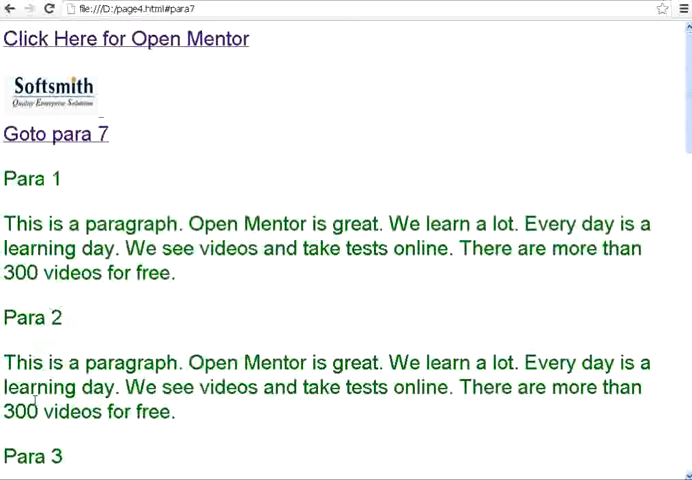 file:///D:/page4.html#para7
Click Here for Open Mentor
Softsmith
Quality Enterprise Solutions
Goto para 7
Para 1
This is a paragraph. Open Mentor is great. We learn a lot. Every day is a
learning day. We see videos and take tests online. There are more than
300 videos for free.
Para 2
This is a paragraph. Open Mentor is great. We learn a lot. Every day is a
learning day. We see videos and take tests online. There are more than
300 videos for free.
Para 3